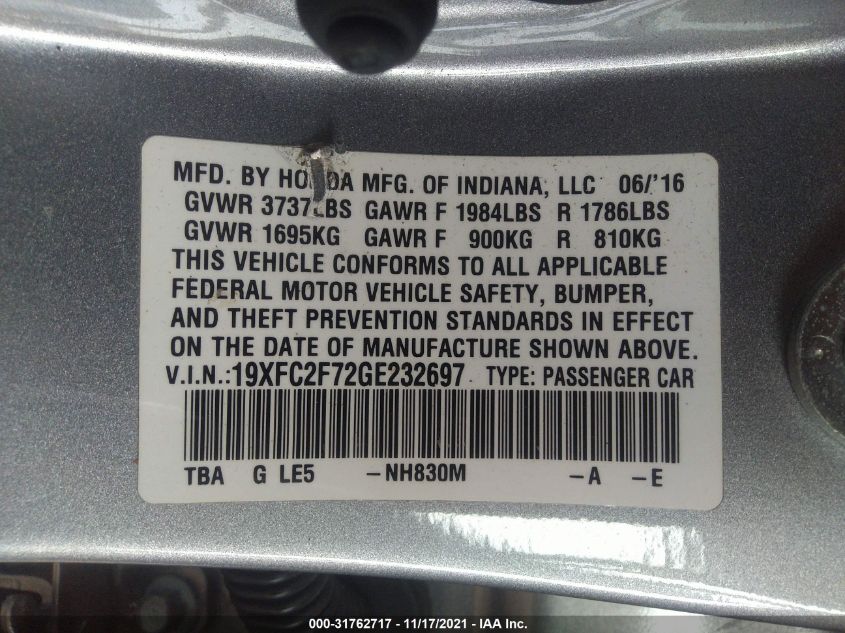 MFD. BY HONDA MFG. OF INDIANA, LLC 06/'16
GVWR 3737LBS GAWR F 1984LBS R 1786LBS
GVWR 1695KG GAWR F 900KG R 810KG
THIS VEHICLE CONFORMS TO ALL APPLICABLE
FEDERAL MOTOR VEHICLE SAFETY, BUMPER,
AND THEFT PREVENTION STANDARDS IN EFFECT
ON THE DATE OF MANUFACTURE SHOWN ABOVE.
V.I.N.:19XFC2F72GE232697 TYPE: PASSENGER CAR
TBA G LE5 -NH830M -A -E
000-31762717 - 11/17/2021 - IAA Inc.